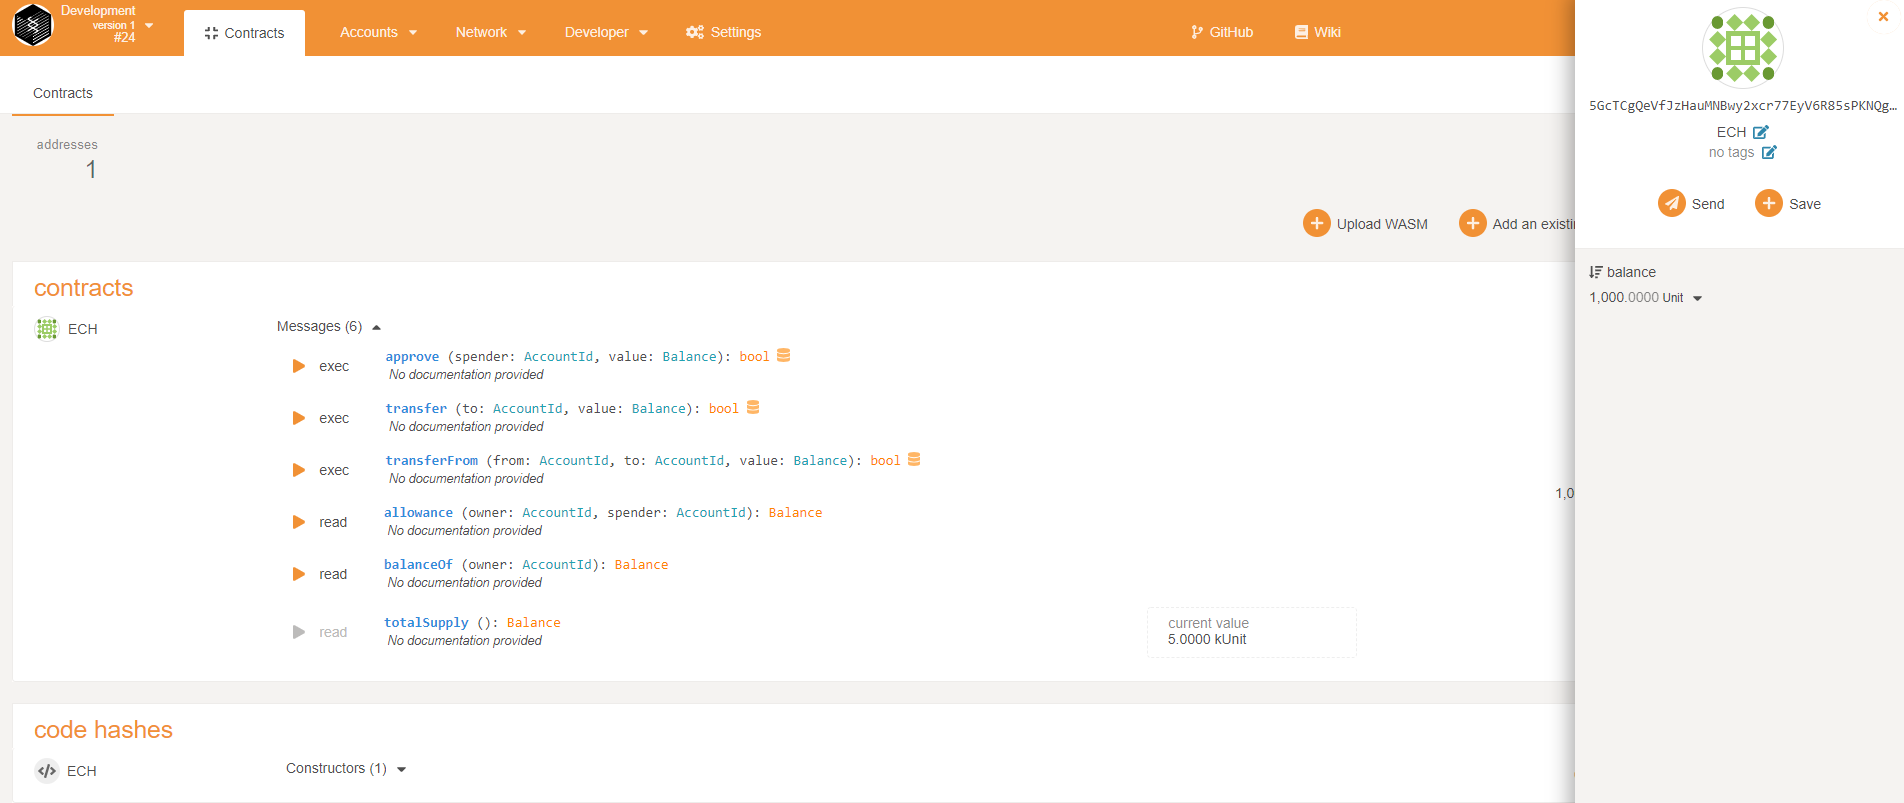 Development
version 1
#24
Contracts
Accounts
Network
Developer
Settings
GitHub
Wiki
Contracts
addresses
1
Upload WASM
Add an existin
contracts
ECH
Messages (6)
exec
approve (spender: AccountId, value: Balance): bool
No documentation provided
exec
transfer (to: AccountId, value: Balance): bool
No documentation provided
exec
transferFrom (from: AccountId, to: AccountId, value: Balance): bool
No documentation provided
1,0
read
allowance (owner: AccountId, spender: AccountId): Balance
No documentation provided
read
balanceOf (owner: AccountId): Balance
No documentation provided
read
totalSupply (): Balance
No documentation provided
current value
5.0000 kUnit
code hashes
ECH
Constructors (1)
5GcTCgQeVfJzHauMNBwy2xcr77EyV6R85sPKNQg…
ECH
no tags
Send
Save
balance
1,000.0000 Unit